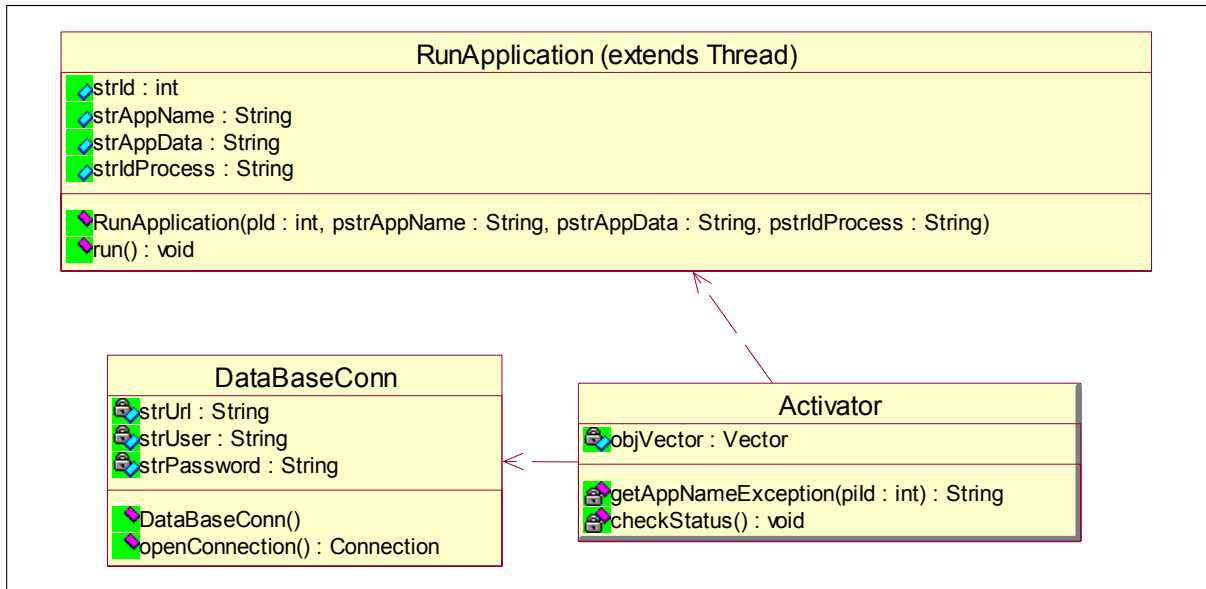 RunApplication (extends Thread)
strId : int
strAppName : String
strAppData : String
strIdProcess : String
RunApplication(pId : int, pstrAppName : String, pstrAppData : String, pstrIdProcess : String)
run() : void
DataBaseConn
strUrl : String
strUser : String
strPassword : String
DataBaseConn()
openConnection() : Connection
Activator
objVector : Vector
getAppNameException(piId : int) : String
checkStatus() : void